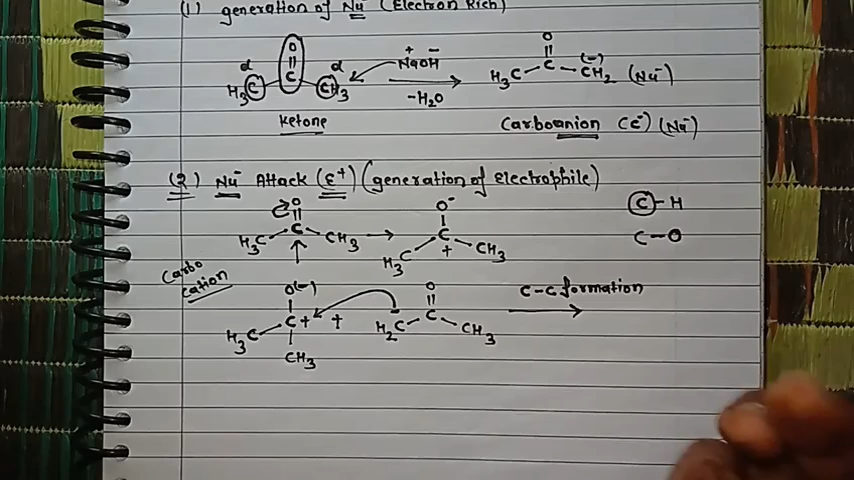 (1) generation of Nu⁻ (Electron Rich)
O
||
α C α
H₃C CH₃
+ -
NaOH
-H₂O
O
||
C (-)
H₃C CH₂ (Nu⁻)
Ketone
Carboanion (C⁻) (Nu⁻)
(2) Nu⁻ Attack (E+) (generation of electrophile)
O
||
C
H₃C CH₃
O⁻
C
+
H₃C CH₃
C-H
C-O
Carbo
cation
O(-)
C+
H₃C
CH₃
+
O
||
C
-
H₂C CH₃
C-C formation